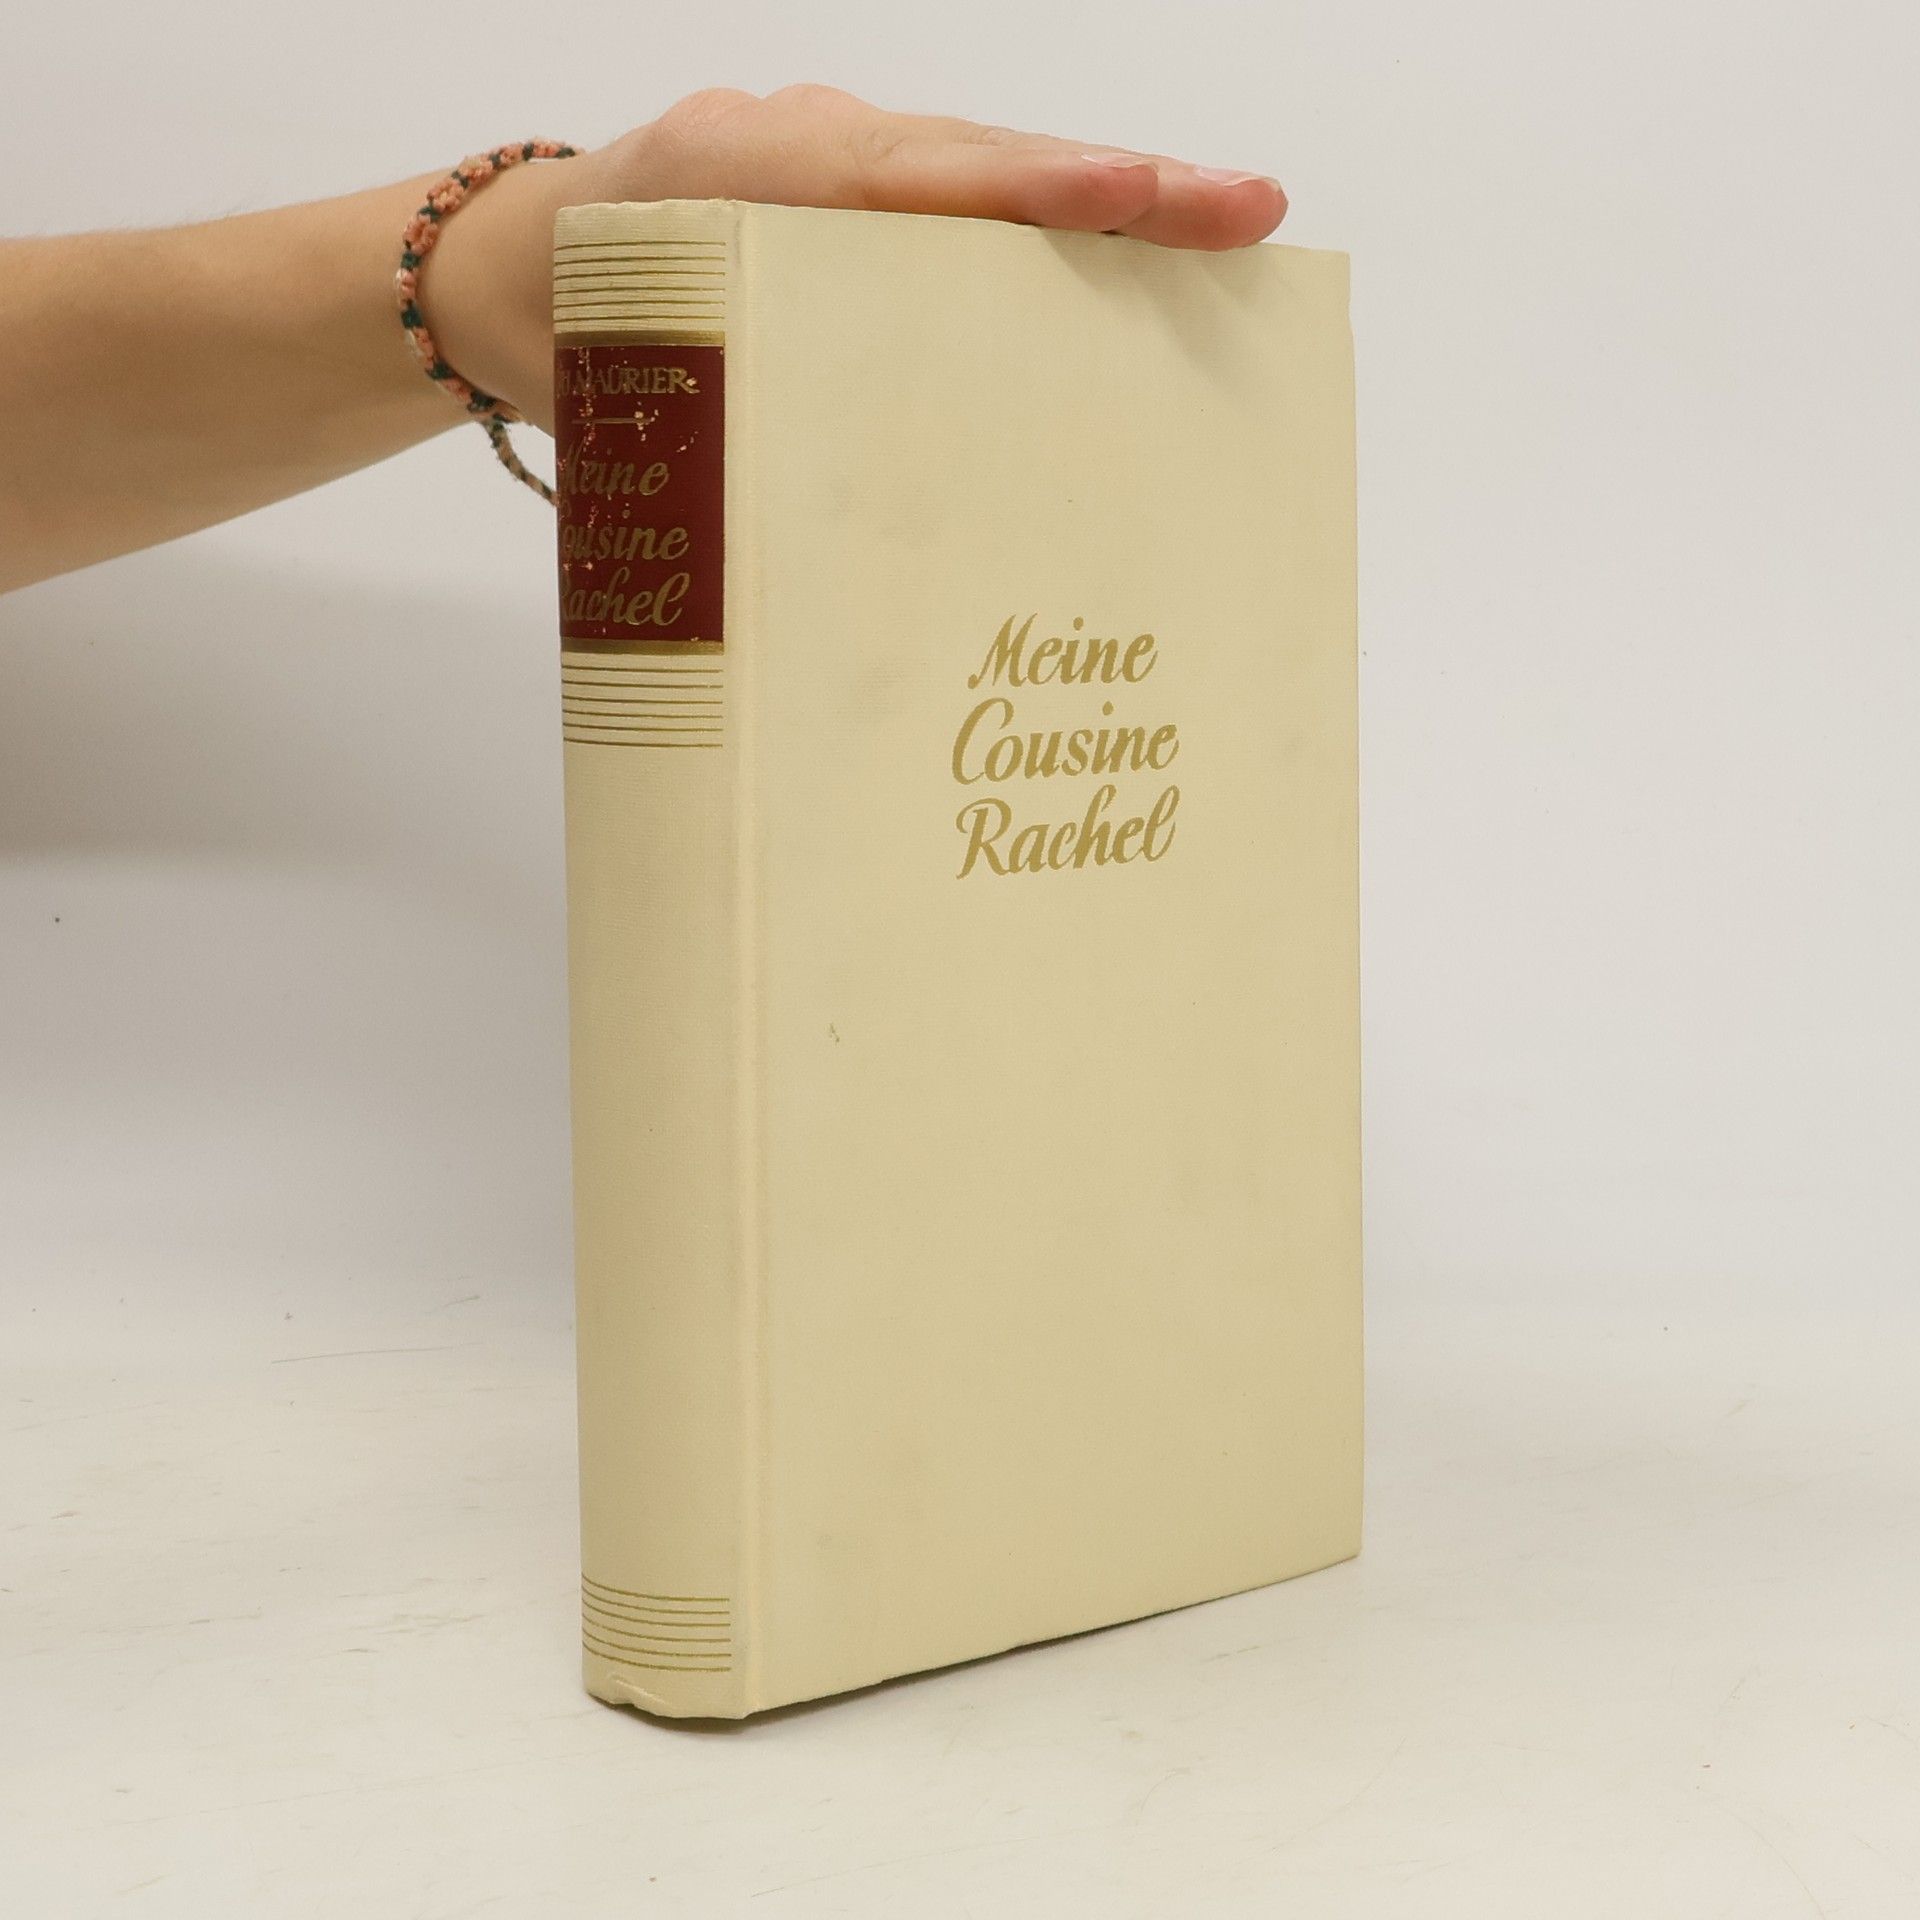 MAURIER
Meine
Cousine
Rachel
Meine
Cousine
Rachel